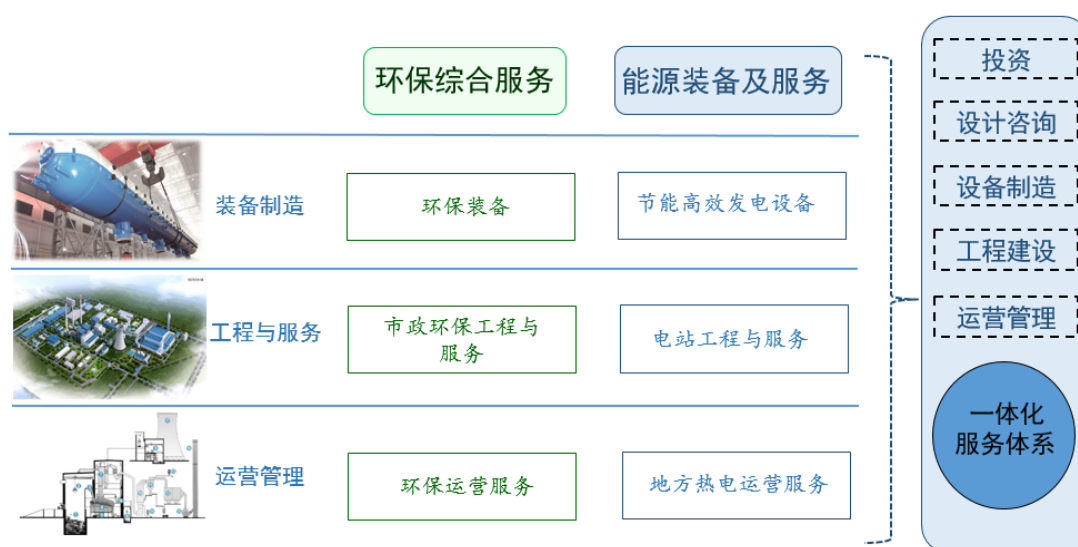 环保综合服务
能源装备及服务
装备制造
环保装备
节能高效发电设备
工程与服务
市政环保工程与
服务
电站工程与服务
运营管理
环保运营服务
地方热电运营服务
投资
设计咨询
设备制造
工程建设
运营管理
一体化
服务体系